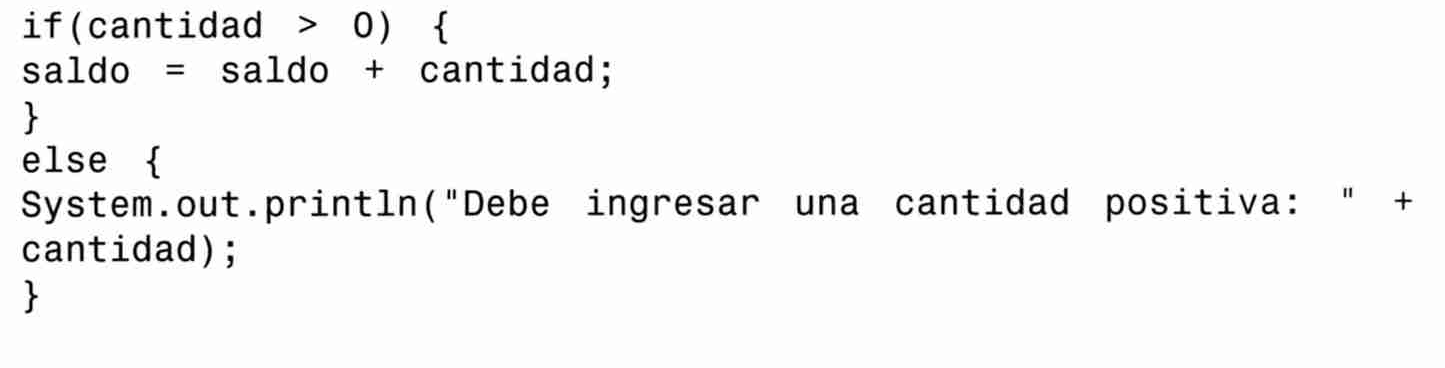 if(cantidad > 0) {
saldo = saldo + cantidad;
}
else {
System.out.println("Debe ingresar una cantidad positiva: " +
cantidad);
}